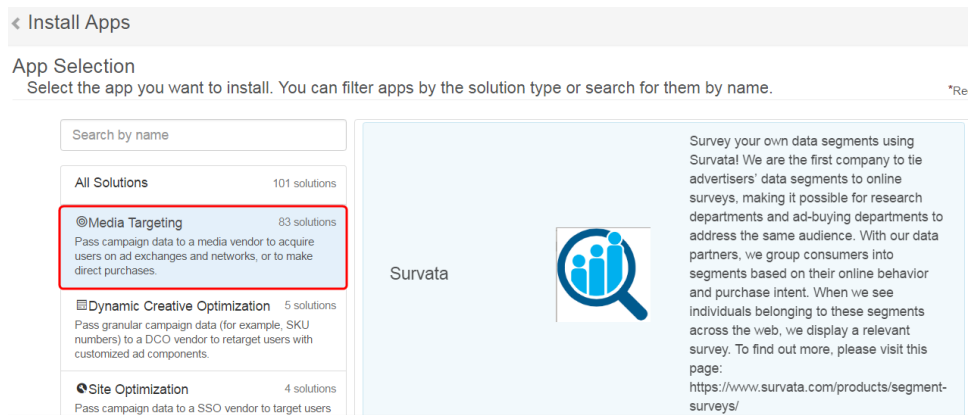 Install Apps
App Selection
Select the app you want to install. You can filter apps by the solution type or search for them by name.
*Re
Search by name
All Solutions 101 solutions
Media Targeting 83 solutions
Pass campaign data to a media vendor to acquire
users on ad exchanges and networks, or to make
direct purchases.
Dynamic Creative Optimization 5 solutions
Pass granular campaign data (for example, SKU
numbers) to a DCO vendor to retarget users with
customized ad components.
Site Optimization 4 solutions
Pass campaign data to a SSO vendor to target users
Survata
Survey your own data segments using
Survata! We are the first company to tie
advertisers' data segments to online
surveys, making it possible for research
departments and ad-buying departments to
address the same audience. With our data
partners, we group consumers into
segments based on their online behavior
and purchase intent. When we see
individuals belonging to these segments
across the web, we display a relevant
survey. To find out more, please visit this
page:
https://www.survata.com/products/segment-
surveys/